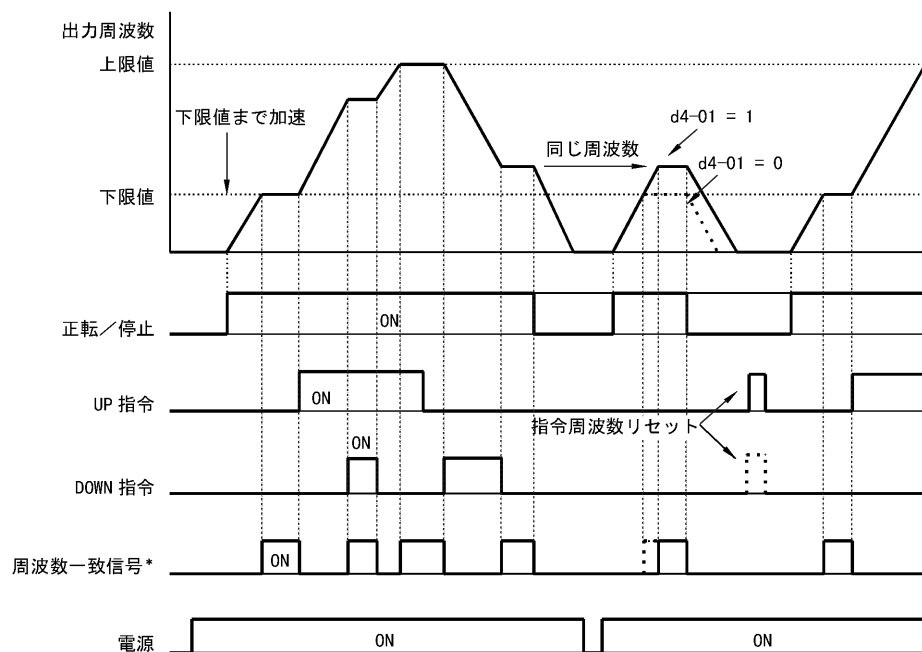 出力周波数
上限値
下限値まで加速
d4-01 = 1
同じ周波数
d4-01 = 0
下限値
正転／停止
ON
UP 指令
ON
指令周波数リセット
ON
DOWN 指令
周波数一致信号*
ON
電源
ON
ON